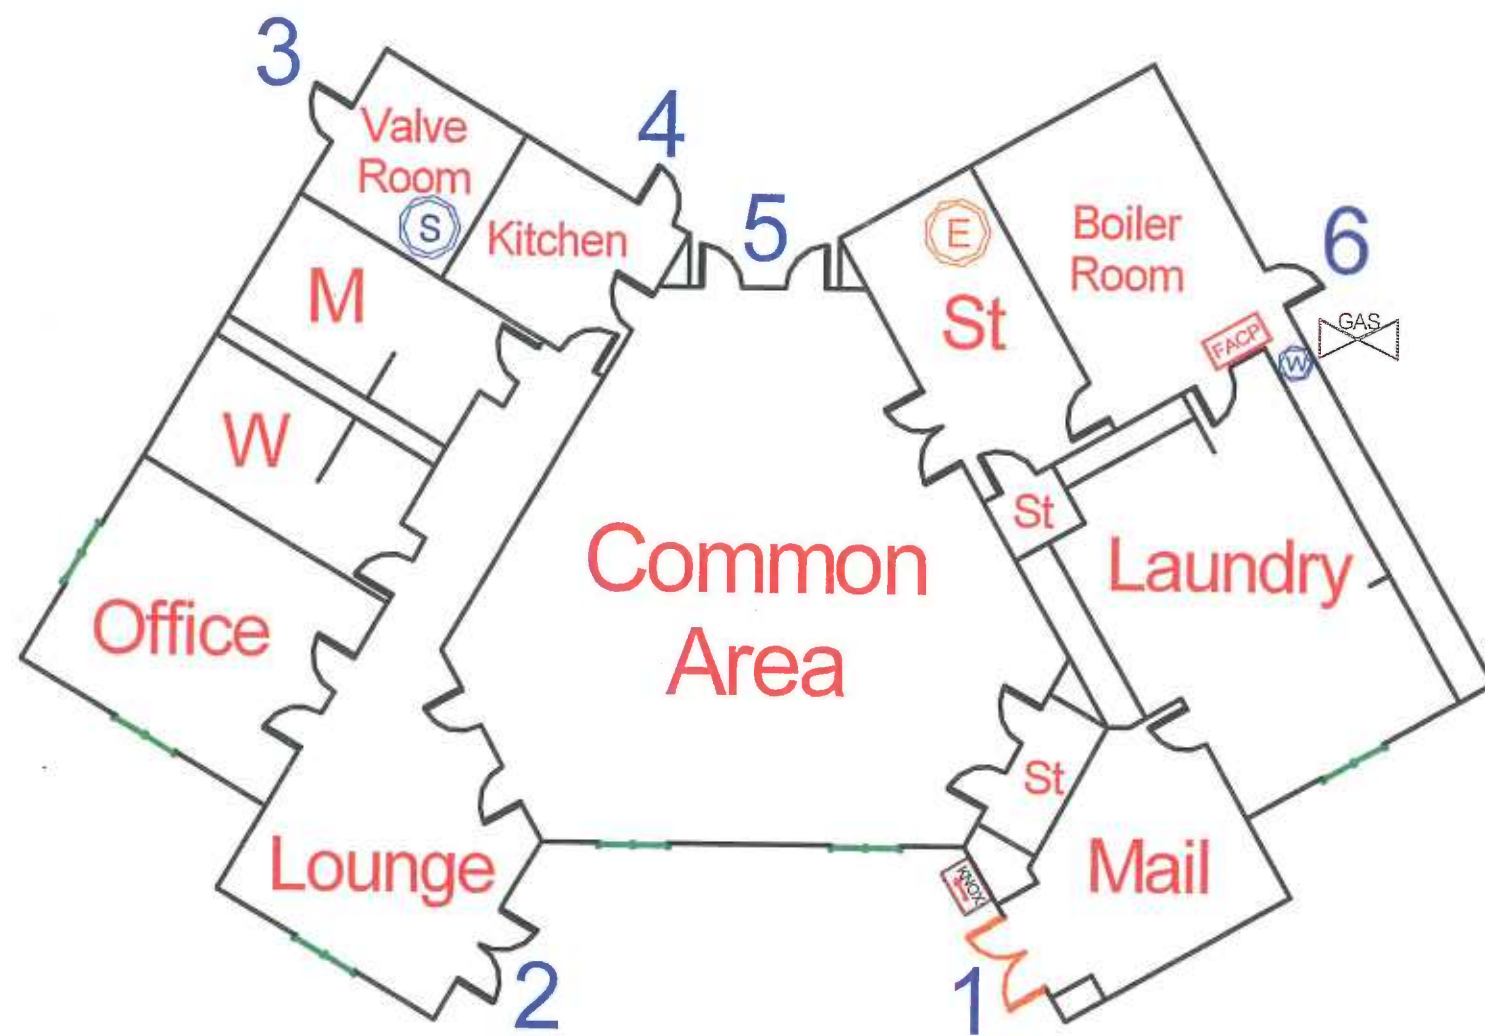 3
4
Valve
Room
S
Kitchen
5
E
Boiler
Room
6
M
St
FACP
W
GAS
W
St
Common
Area
Laundry
Office
St
Lounge
Mail
KNOX
2
1